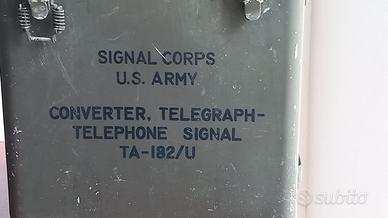 SIGNAL CORPS
U.S. ARMY
CONVERTER, TELEGRAPH-
TELEPHONE SIGNAL
TA-182/U
subito